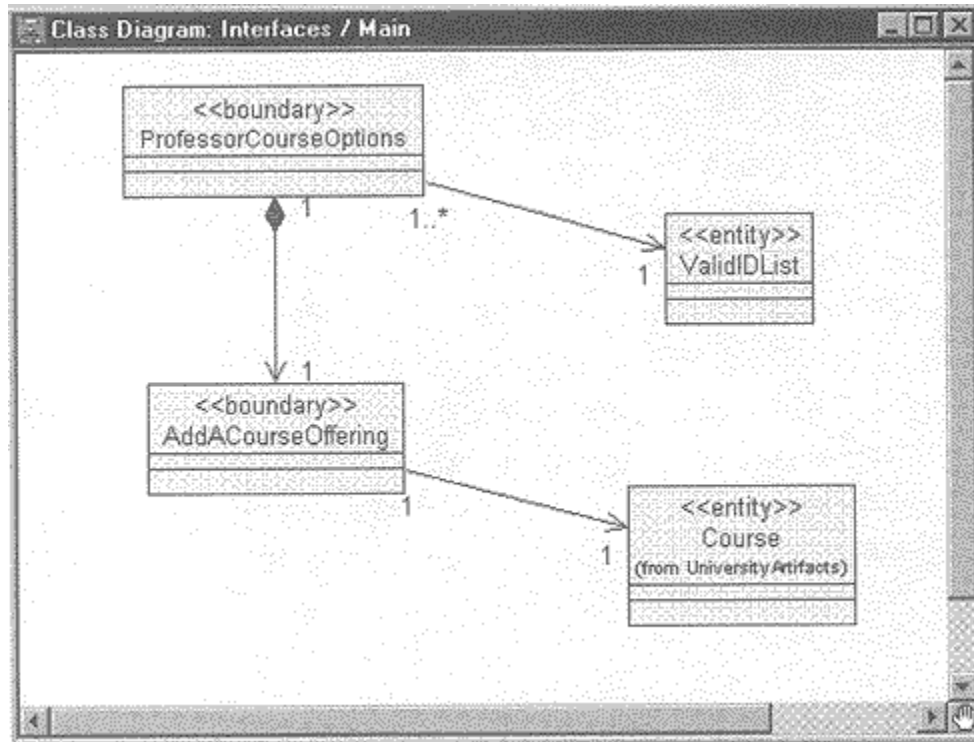 Class Diagram: Interfaces / Main
<<boundary>>
ProfessorCourseOptions
1
1..*
<<entity>>
ValidIDList
1
1
<<boundary>>
AddACourseOffering
1
<<entity>>
Course
(from UniversityArtifacts)
1